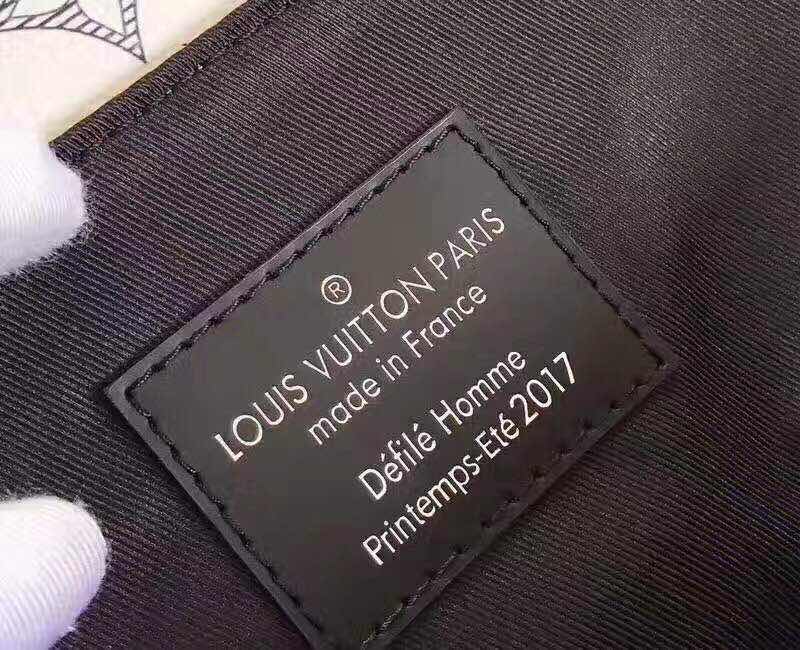 ®
LOUIS VUITTON PARIS
made in France
Défilé Homme
Printemps-Eté 2017